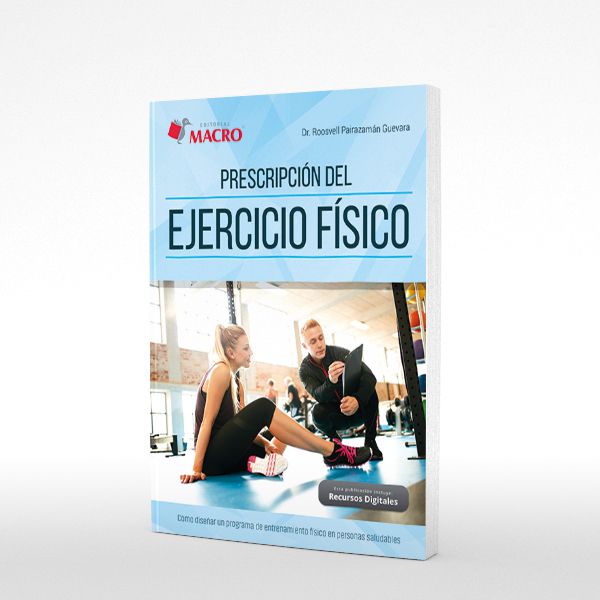 EDITORIAL
MACRO
Dr. Roosvell Pairazamán Guevara
PRESCRIPCIÓN DEL
EJERCICIO FÍSICO
Esta publicación incluye:
Recursos Digitales
Cómo diseñar un programa de entrenamiento físico en personas saludables